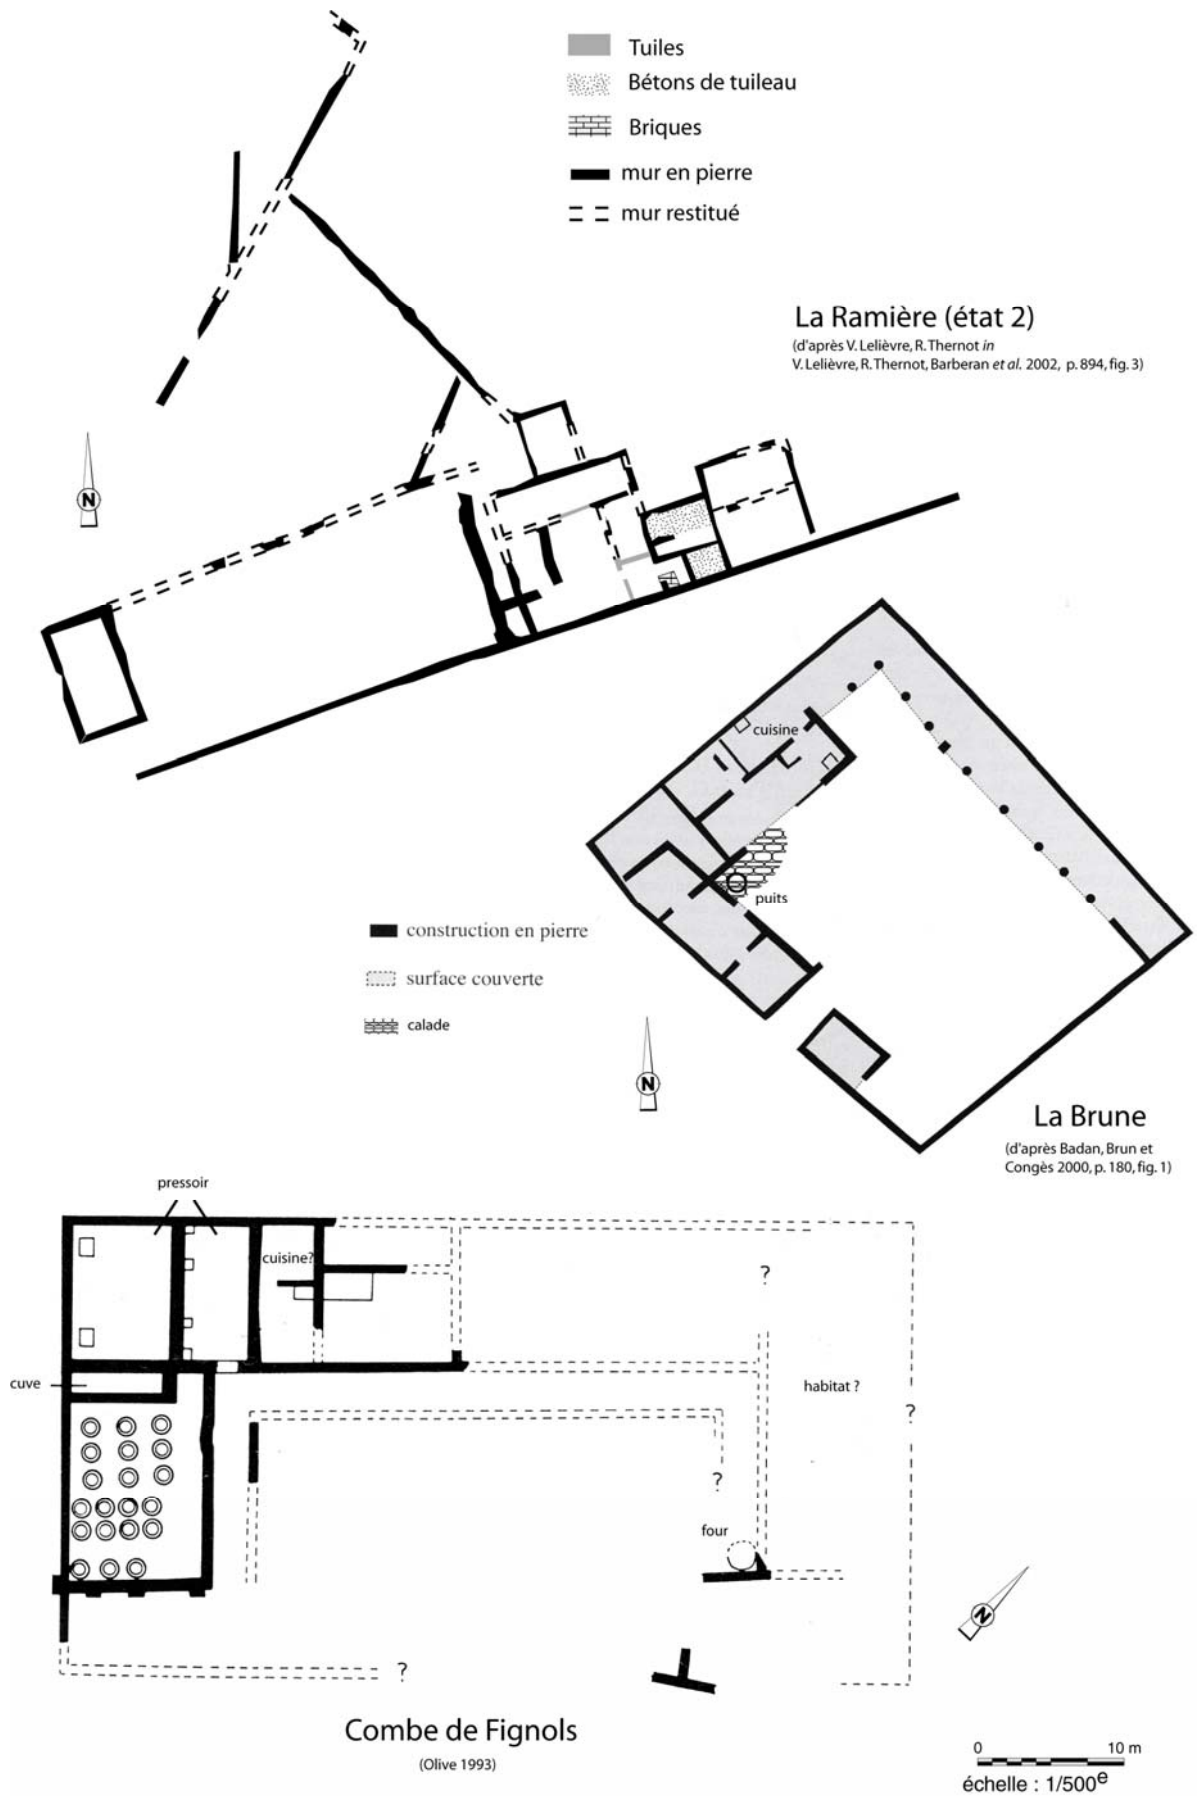 Tuiles
Bétons de tuileau
Briques
mur en pierre
mur restitué
La Ramière (état 2)
(d'après V. Lelièvre, R. Thernot in
V. Lelièvre, R. Thernot, Barberan et al. 2002, p. 894, fig. 3)
N
cuisine
puits
construction en pierre
surface couverte
calade
N
La Brune
(d'après Badan, Brun et
Congès 2000, p. 180, fig. 1)
pressoir
cuisine?
?
cuve
habitat ?
?
?
four
N
?
Combe de Fignols
(Olive 1993)
0 10 m
échelle : 1/500e